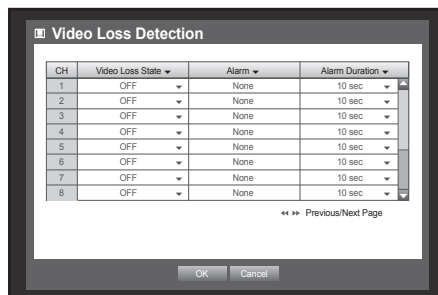 Video Loss Detection
CH Video Loss State Alarm Alarm Duration
1 OFF None 10 sec
2 OFF None 10 sec
3 OFF None 10 sec
4 OFF None 10 sec
5 OFF None 10 sec
6 OFF None 10 sec
7 OFF None 10 sec
8 OFF None 10 sec
Previous/Next Page
OK Cancel